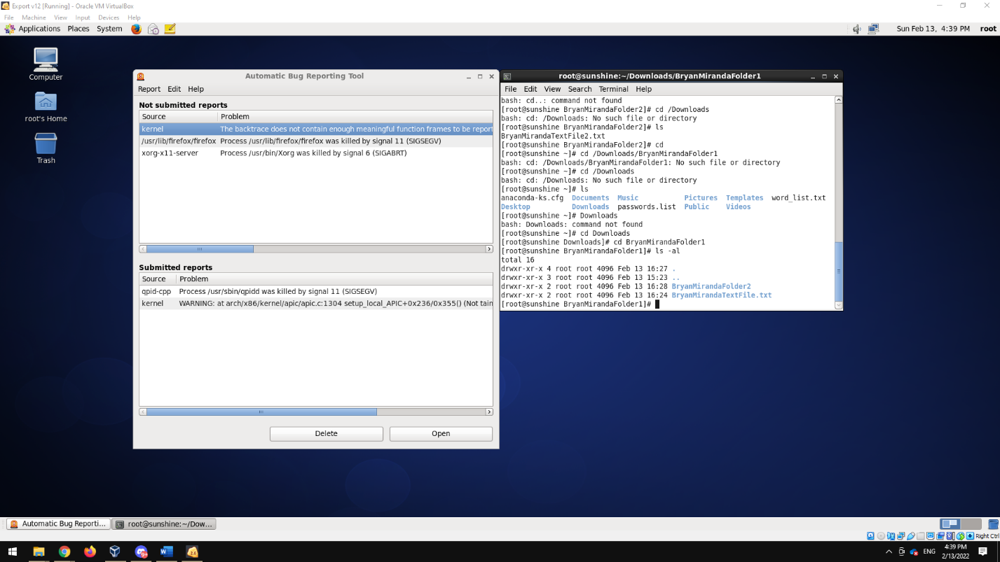 Export v12 [Running] - Oracle VM VirtualBox
File Machine View Input Devices Help
Applications Places System
Sun Feb 13, 4:39 PM root
Computer
root's Home
Trash
Automatic Bug Reporting Tool
Report Edit Help
Not submitted reports
Source Problem
kernel The backtrace does not contain enough meaningful function frames to be report
/usr/lib/firefox/firefox Process /usr/lib/firefox/firefox was killed by signal 11 (SIGSEGV)
xorg-x11-server Process /usr/bin/Xorg was killed by signal 6 (SIGABRT)
Submitted reports
Source Problem
qpid-cpp Process /usr/sbin/qpidd was killed by signal 11 (SIGSEGV)
kernel WARNING: at arch/x86/kernel/apic/apic.c:1304 setup_local_APIC+0x236/0x355() (Not tain
Delete Open
root@sunshine:~/Downloads/BryanMirandaFolder1
File Edit View Search Terminal Help
bash: cd..: command not found
[root@sunshine BryanMirandaFolder2]# cd /Downloads
bash: cd: /Downloads: No such file or directory
[root@sunshine BryanMirandaFolder2]# ls
BryanMirandaTextFile2.txt
[root@sunshine BryanMirandaFolder2]# cd
[root@sunshine ~]# cd /Downloads/BryanMirandaFolder1
bash: cd: /Downloads/BryanMirandaFolder1: No such file or directory
[root@sunshine ~]# cd /Downloads
bash: cd: /Downloads: No such file or directory
[root@sunshine ~]# ls
anaconda-ks.cfg Documents Music Pictures Templates word_list.txt
Desktop Downloads passwords.list Public Videos
[root@sunshine ~]# Downloads
bash: Downloads: command not found
[root@sunshine ~]# cd Downloads
[root@sunshine Downloads]# cd BryanMirandaFolder1
[root@sunshine BryanMirandaFolder1]# ls -al
total 16
drwxr-xr-x 4 root root 4096 Feb 13 16:27 .
drwxr-xr-x 3 root root 4096 Feb 13 15:23 ..
drwxr-xr-x 2 root root 4096 Feb 13 16:28 BryanMirandaFolder2
drwxr-xr-x 2 root root 4096 Feb 13 16:24 BryanMirandaTextFile.txt
[root@sunshine BryanMirandaFolder1]#
Automatic Bug Reporti... root@sunshine:~/Dow...
Right Ctrl
ENG
4:39 PM
2/13/2022